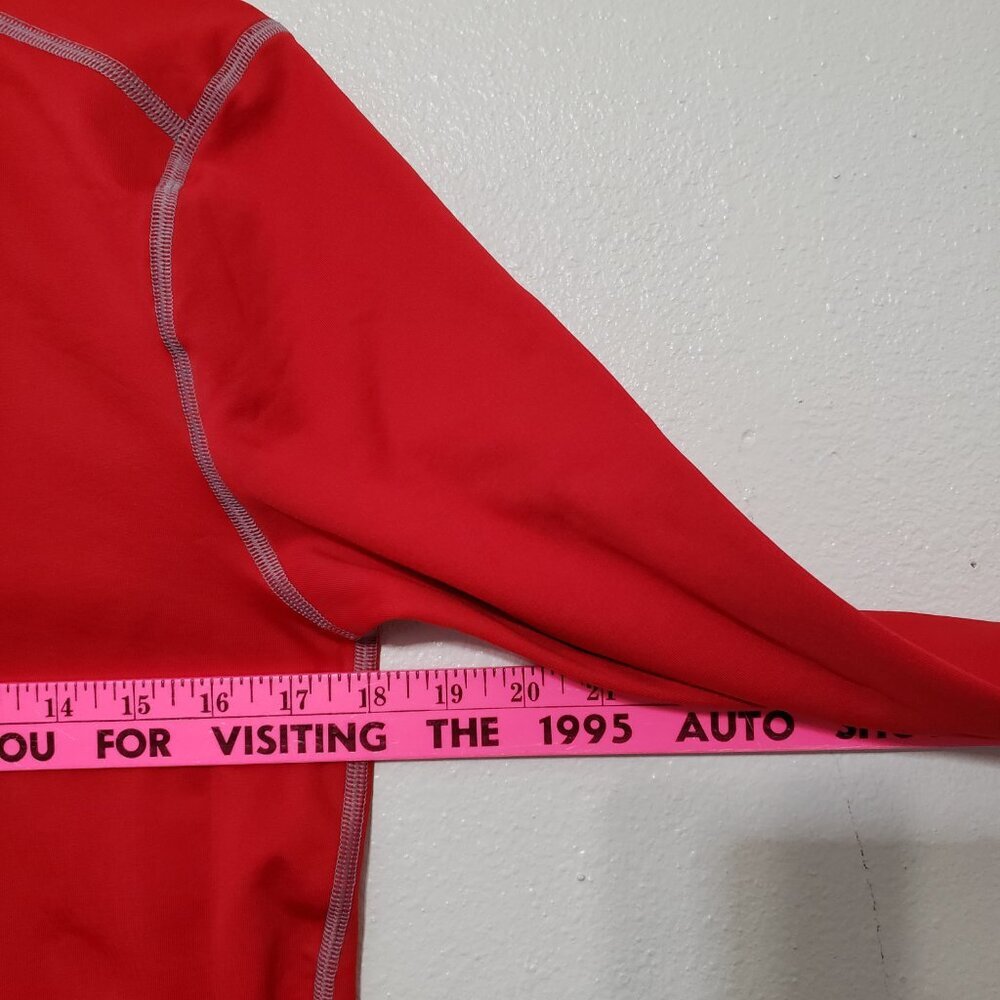 14 15 16 17 18 19 20 21
OU FOR VISITING THE 1995 AUTO